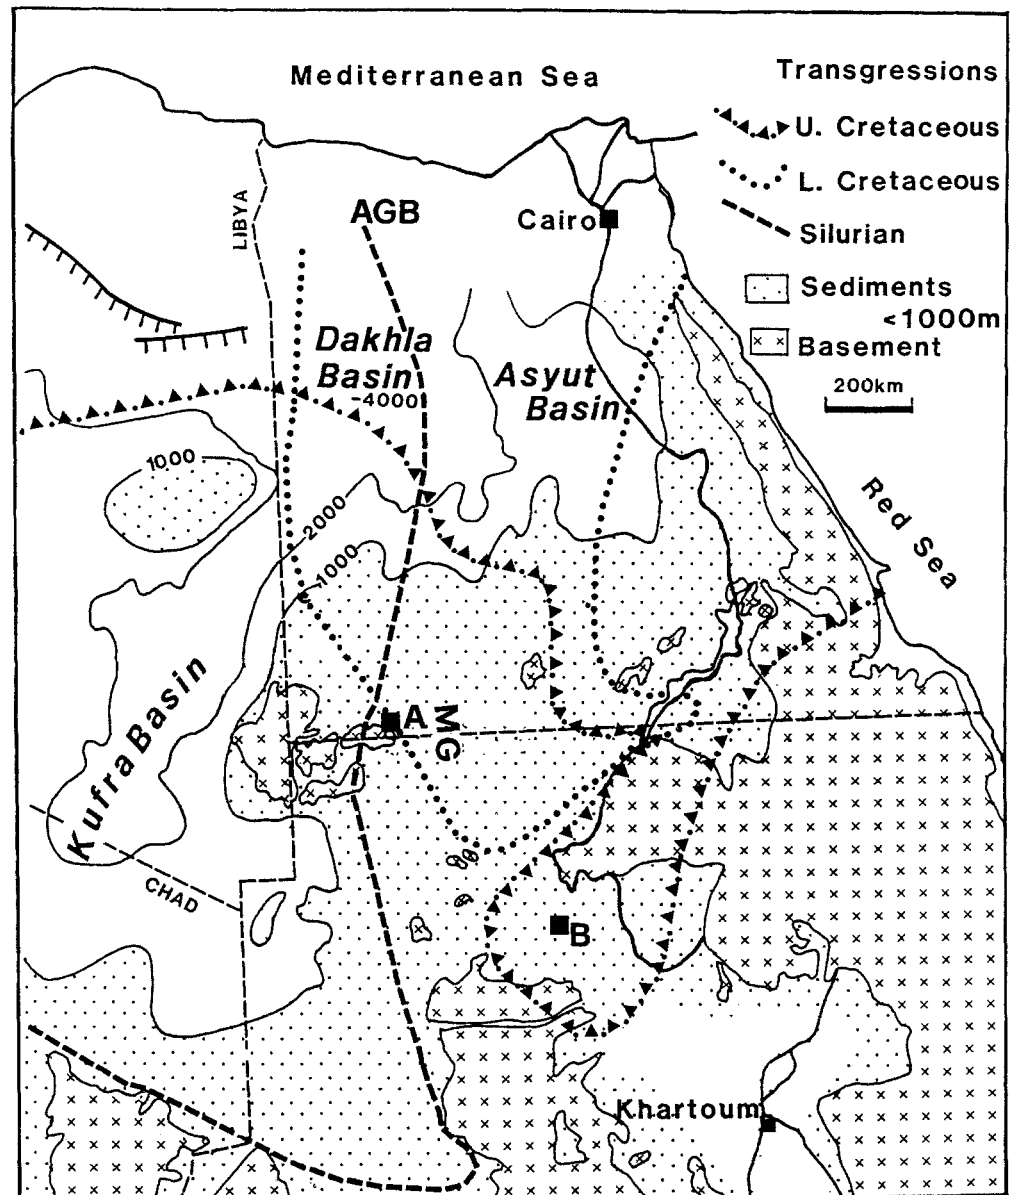 Mediterranean Sea
Transgressions
U. Cretaceous
L. Cretaceous
Silurian
Sediments
<1000m
Basement
200km
LIBYA
AGB
Cairo
Dakhla
Basin
-4000
Asyut
Basin
1000
2000
1000
Red Sea
Kufra Basin
A
MG
CHAD
B
Khartoum